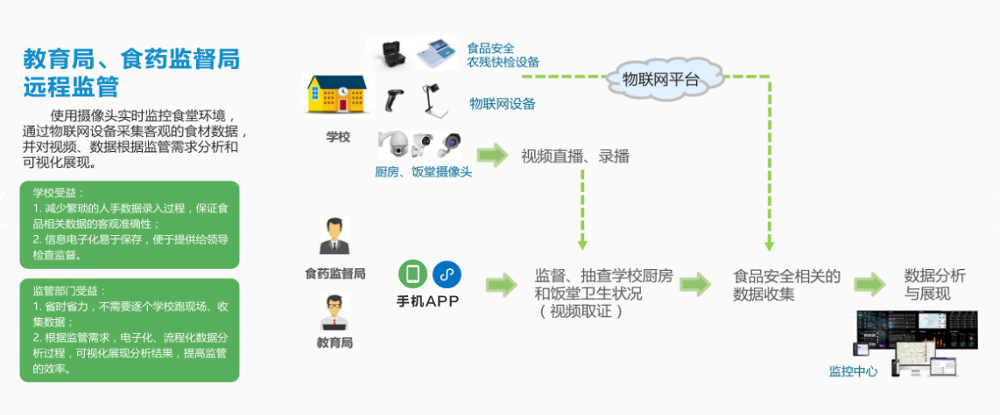 教育局、食药监督局
远程监管
使用摄像头实时监控食堂环境，
通过物联网设备采集客观的食材数据，
并对视频、数据根据监管需求分析和
可视化展现。
学校受益：
1. 减少繁琐的人手数据录入过程，保证食
品相关数据的客观准确性；
2. 信息电子化易于保存，便于提供给领导
检查监督。
监管部门受益：
1. 省时省力，不需要逐个学校跑现场、收
集数据；
2. 根据监管需求，电子化、流程化数据分
析过程，可视化展现分析结果，提高监管
的效率。
食品安全
农残快检设备
物联网平台
物联网设备
学校
厨房、饭堂摄像头
视频直播、录播
食药监督局
手机APP
教育局
监督、抽查学校厨房
和饭堂卫生状况
（视频取证）
食品安全相关的
数据收集
数据分析
与展现
监控中心